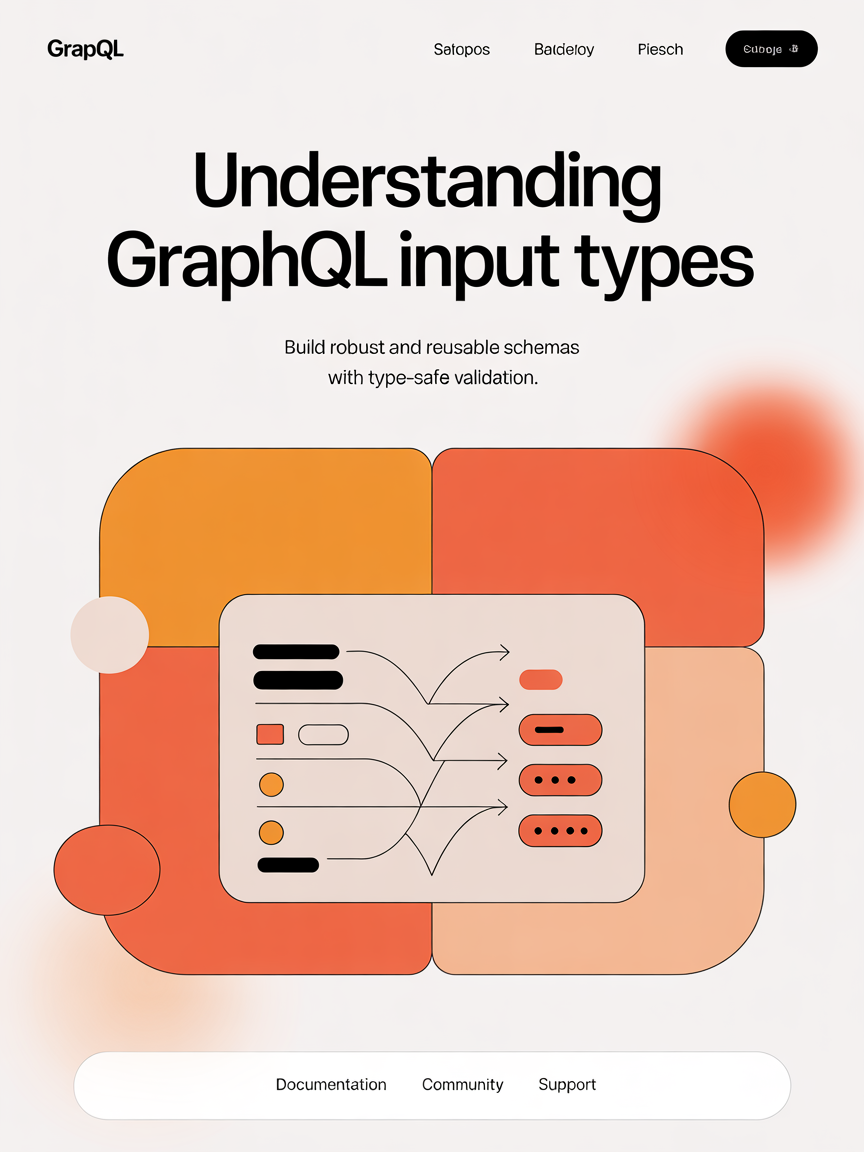 GrapQL
Satopos
Batdeloy
Piesch
Understanding
GraphQL input types
Build robust and reusable schemas
with type-safe validation.
Documentation
Community
Support